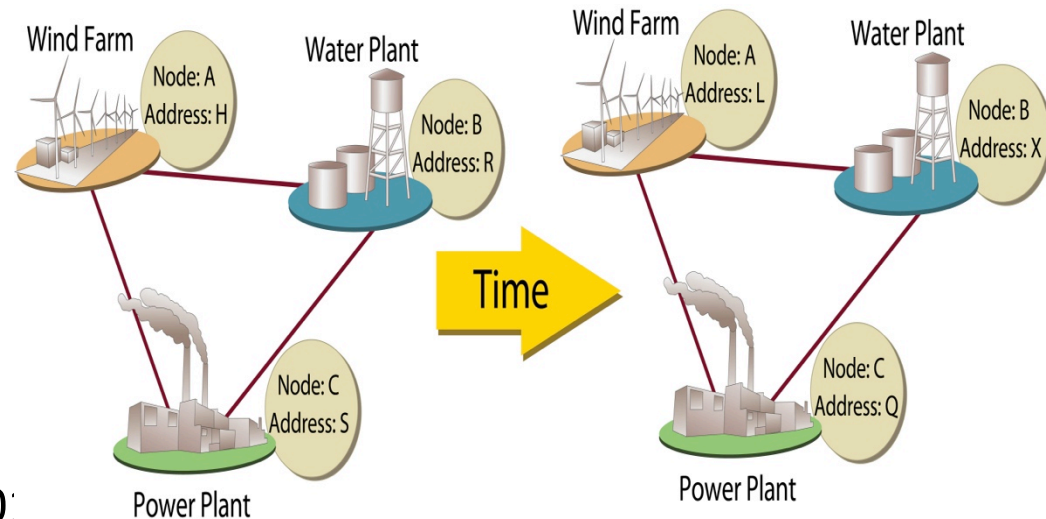 Wind Farm
Node: A
Address: H
Water Plant
Node: B
Address: R
Node: C
Address: S
Power Plant
Time
Wind Farm
Node: A
Address: L
Water Plant
Node: B
Address: X
Node: C
Address: Q
Power Plant